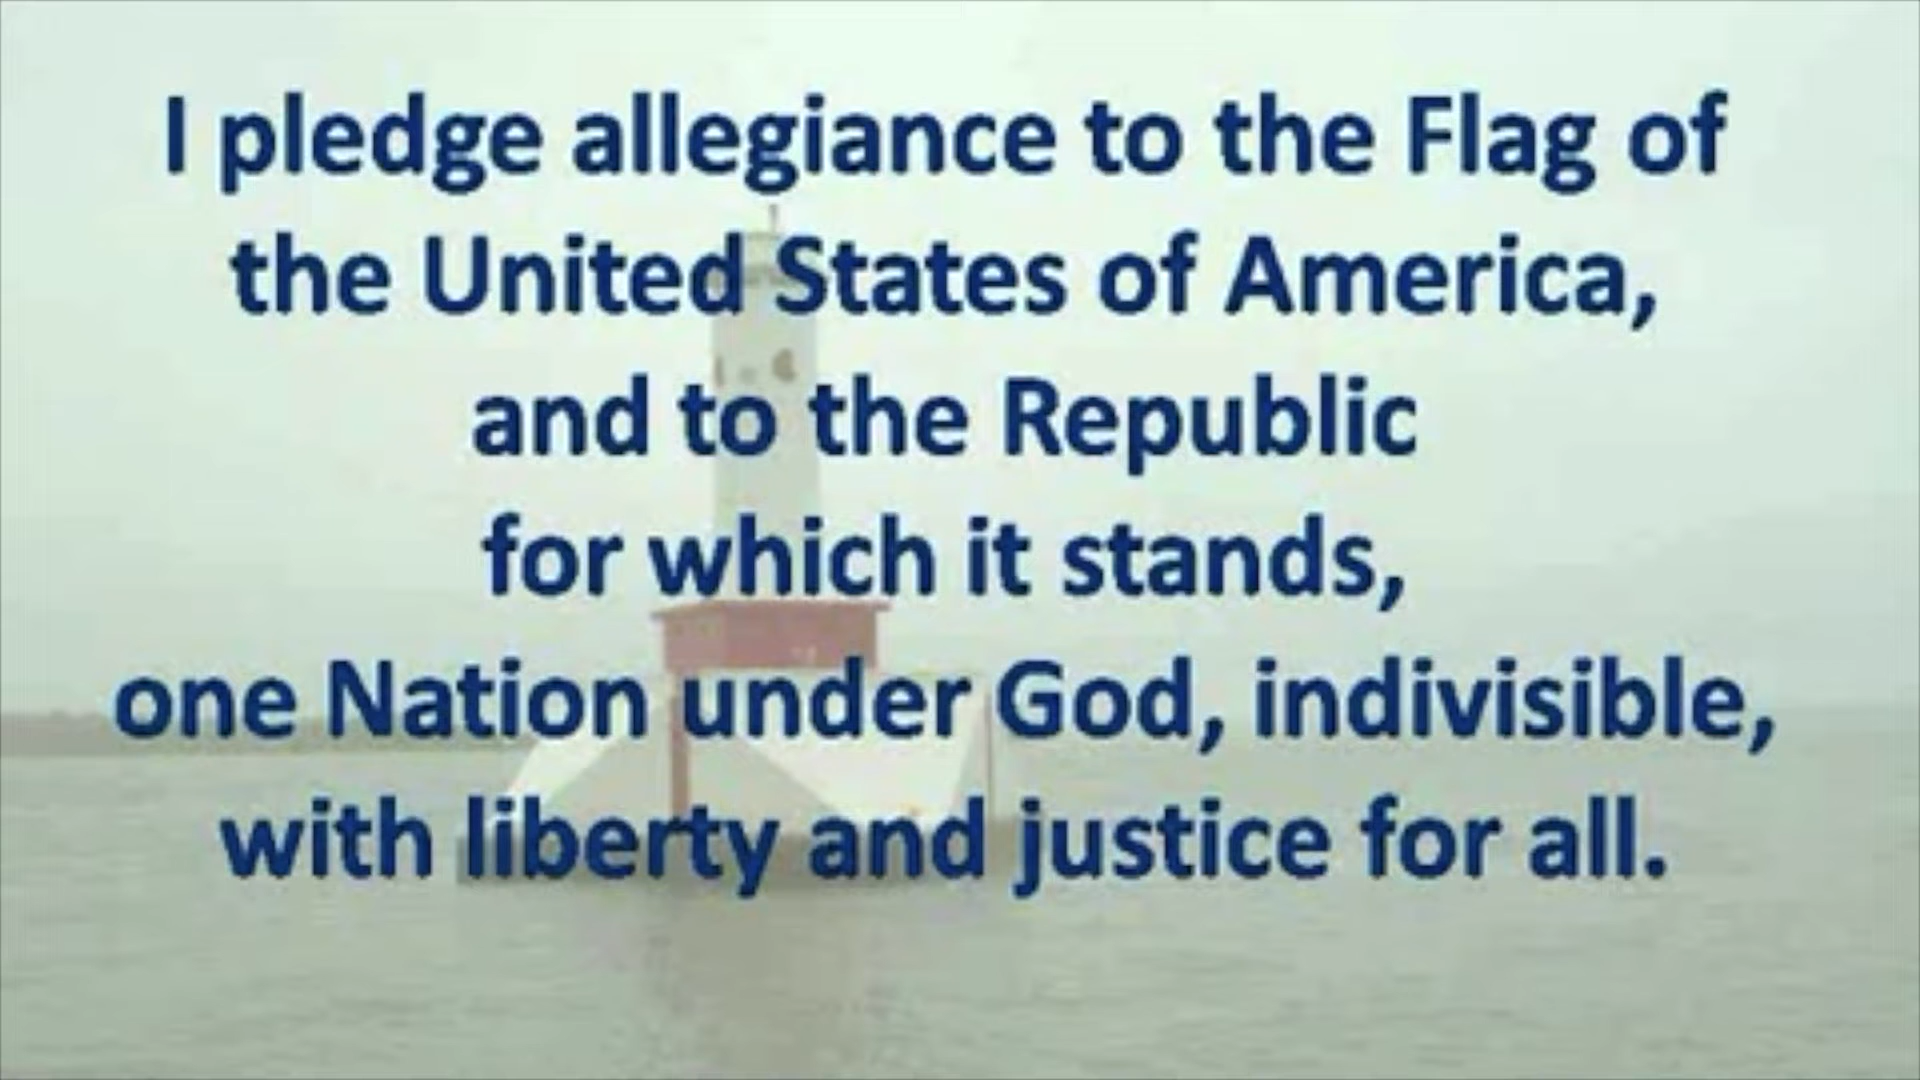 I pledge allegiance to the Flag of
the United States of America,
and to the Republic
for which it stands,
one Nation under God, indivisible,
with liberty and justice for all.